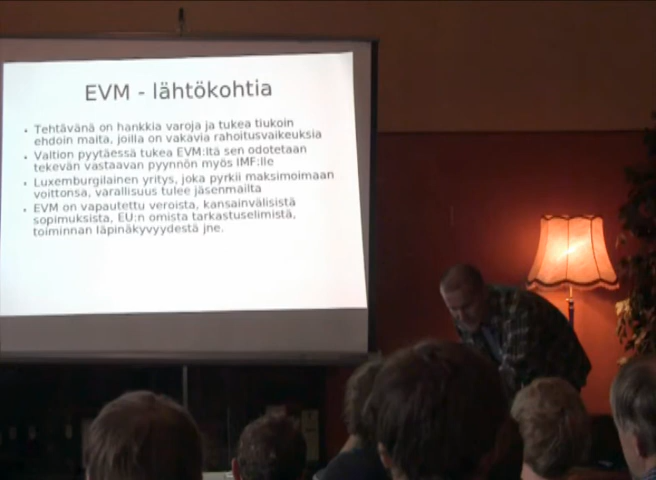 EVM - lähtökohtia
• Tehtävänä on hankkia varoja ja tukea tiukoin
ehdoin maita, joilla on vakavia rahoitusvaikeuksia
• Valtion pyytäessä tukea EVM:ltä sen odotetaan
tekevän vastaavan pyynnön myös IMF:lle
• Luxemburgilainen yritys, joka pyrkii maksimoimaan
voittonsa, varallisuus tulee jäsenmailta
• EVM on vapautettu veroista, kansainvälisistä
sopimuksista, EU:n omista tarkastuselimistä,
toiminnan läpinäkyvyydestä jne.